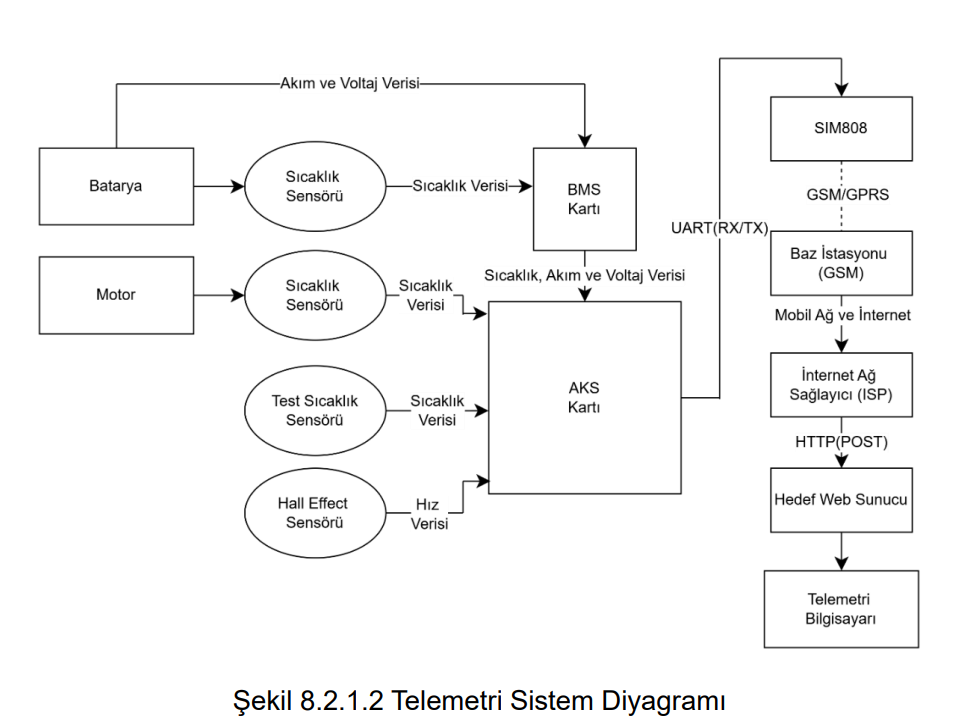 Akım ve Voltaj Verisi
Batarya
Sıcaklık
Sensörü
Sıcaklık Verisi
BMS
Kartı
Sıcaklık, Akım ve Voltaj Verisi
Motor
Sıcaklık
Sensörü
Sıcaklık
Verisi
Test Sıcaklık
Sensörü
Sıcaklık
Verisi
Hall Effect
Sensörü
Hız
Verisi
AKS
Kartı
UART(RX/TX)
SIM808
GSM/GPRS
Baz İstasyonu
(GSM)
Mobil Ağ ve İnternet
İnternet Ağ
Sağlayıcı (ISP)
HTTP(POST)
Hedef Web Sunucu
Telemetri
Bilgisayarı
Şekil 8.2.1.2 Telemetri Sistem Diyagramı